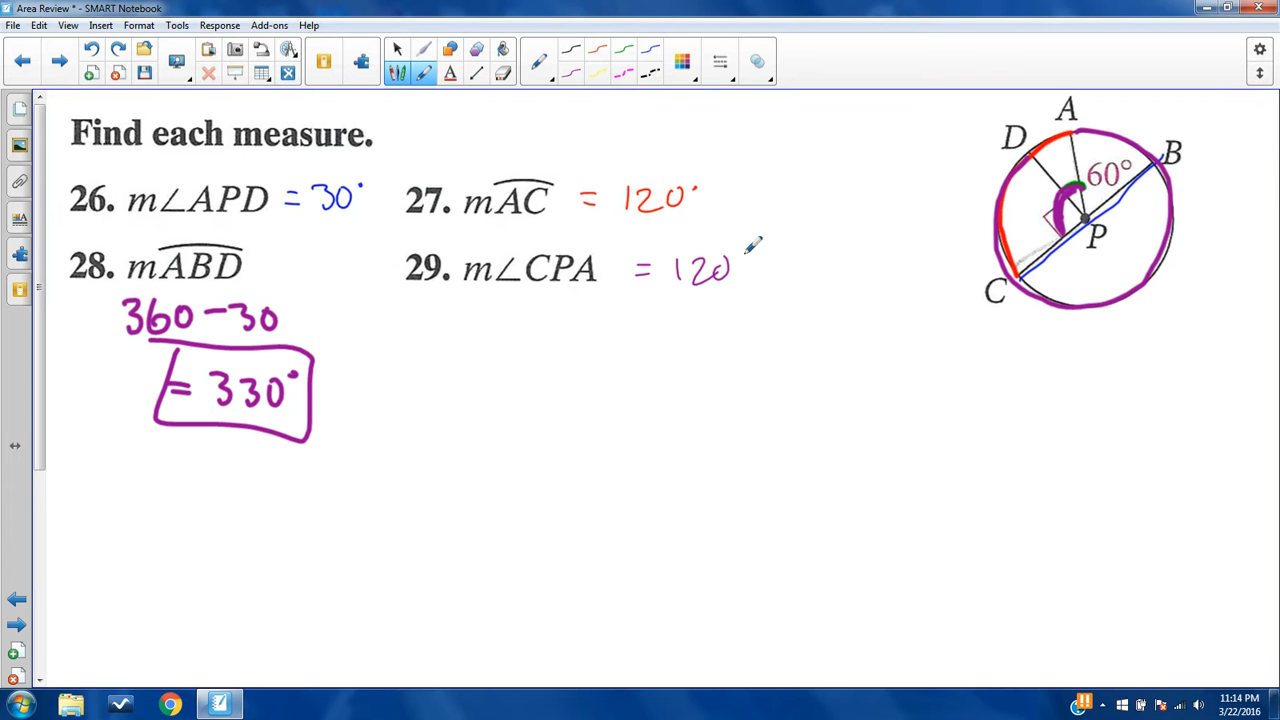 Area Review * - SMART Notebook
File Edit View Insert Format Tools Response Add-ons Help
Find each measure.
26. m∠APD = 30°
27. mAC = 120°
28. mABD
29. m∠CPA = 120
360 - 30
= 330°
A
D
B
60°
P
C
11:14 PM
3/22/2016